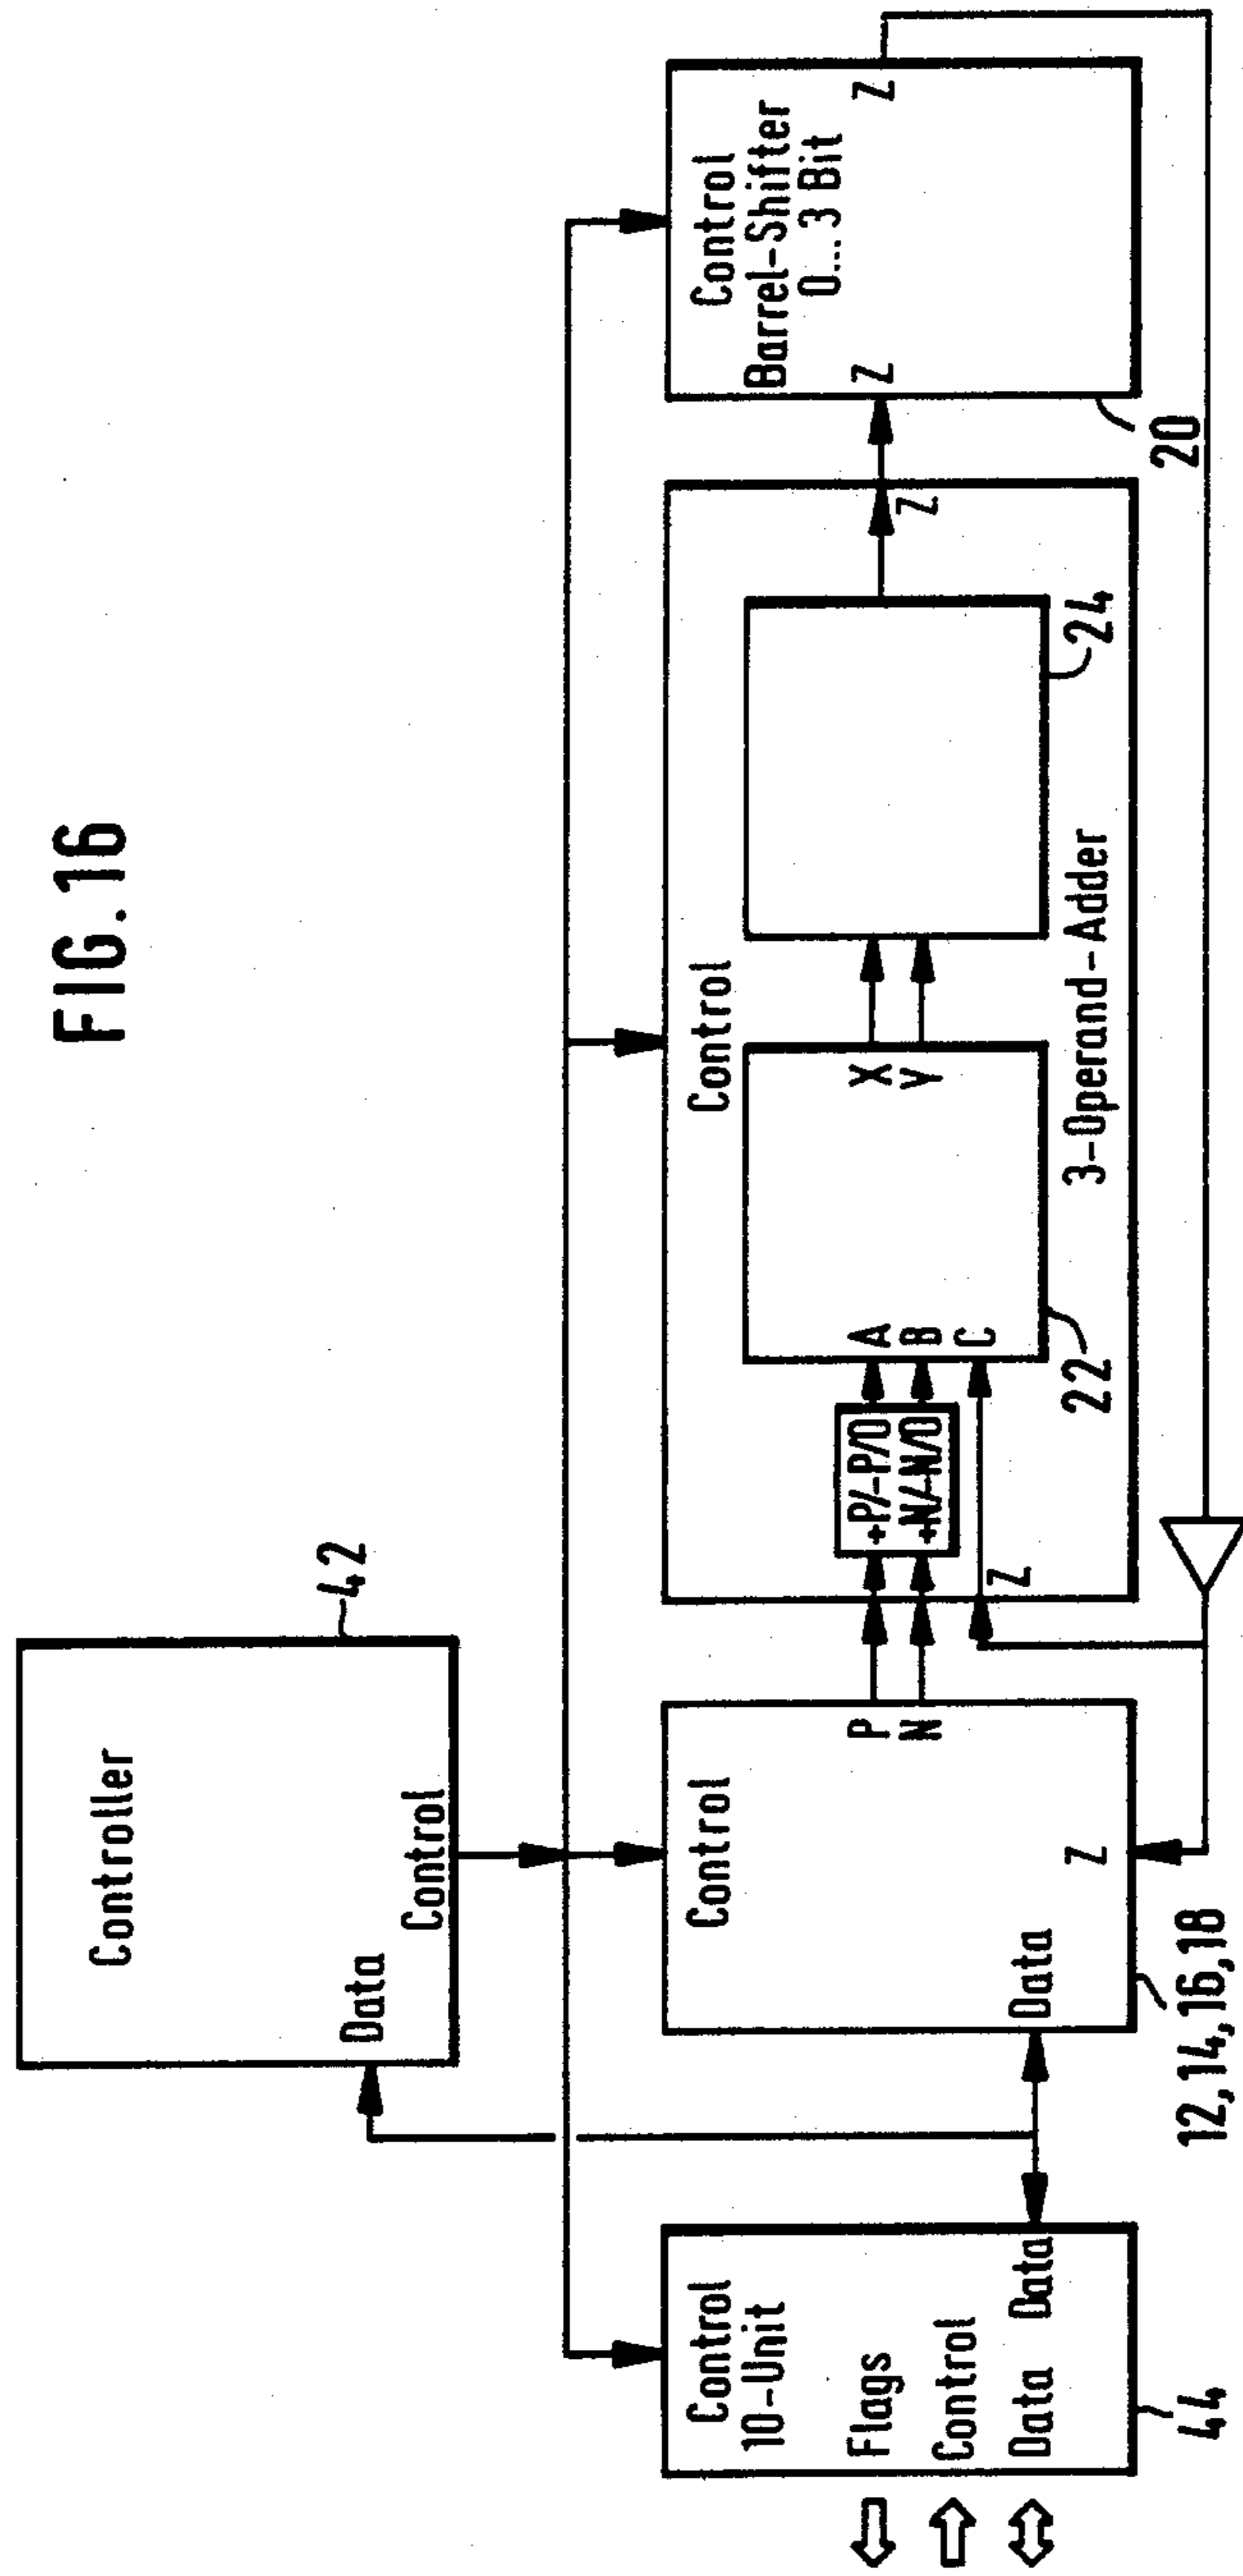 FIG. 16
Controller
42
Data
Control
Control
10-Unit
Flags
Control
Data Data
44
Control
P
N
Data
Z
12, 14, 16, 18
Control
+P/-P/0
+N/-N/0
Z
A
B
C
X
Y
22
24
Z
3-Operand-Adder
Control
Barrel-Shifter
0...3 Bit
Z
Z
20